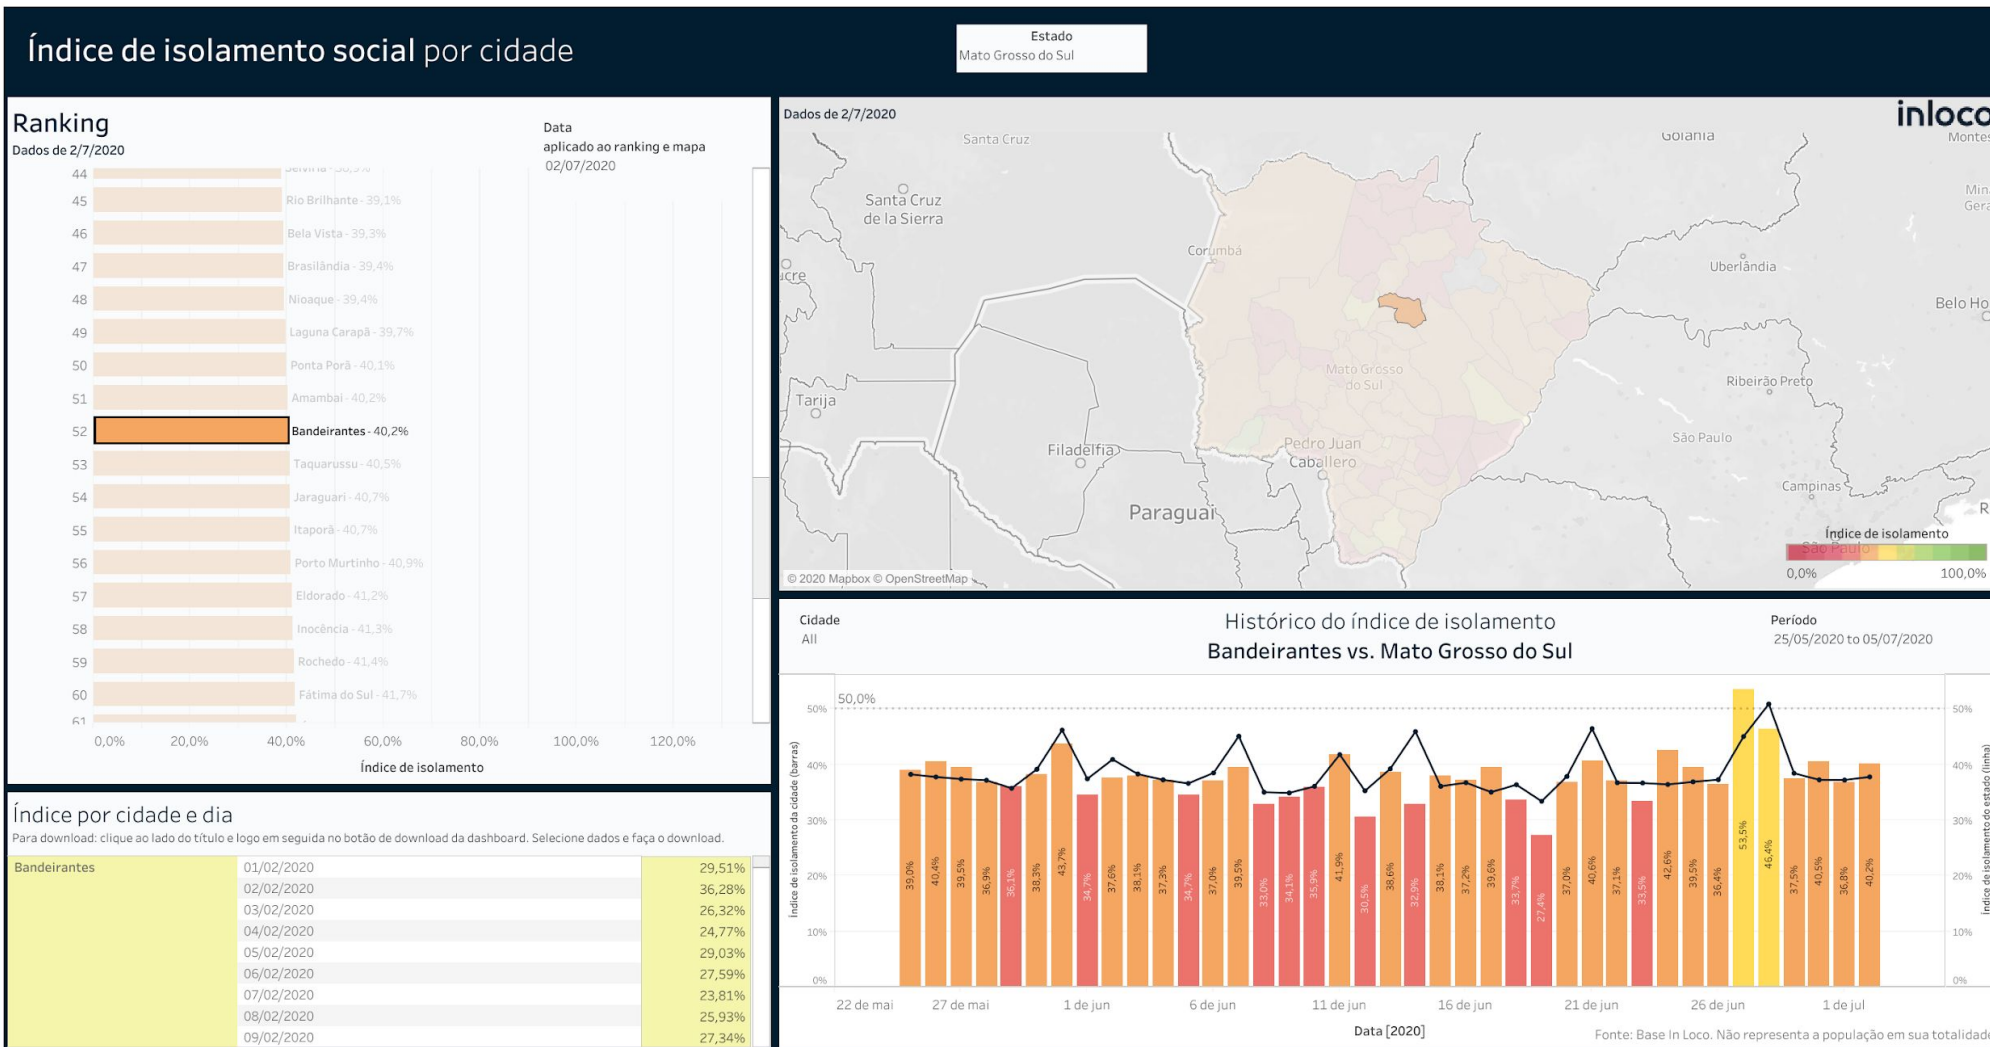 Índice de isolamento social por cidade
Estado
Mato Grosso do Sul
Ranking
Dados de 2/7/2020
Data
aplicado ao ranking e mapa
02/07/2020
44
45 Rio Brilhante - 39,1%
46 Bela Vista - 39,3%
47 Brasilândia - 39,4%
48 Nioaque - 39,4%
49 Laguna Carapã - 39,7%
50 Ponta Porã - 40,1%
51 Amambai - 40,2%
52 Bandeirantes - 40,2%
53 Taquarussu - 40,5%
54 Jaraguari - 40,7%
55 Itaporã - 40,7%
56 Porto Murtinho - 40,9%
57 Eldorado - 41,2%
58 Inocência - 41,3%
59 Rochedo - 41,4%
60 Fátima do Sul - 41,7%
61
0,0% 20,0% 40,0% 60,0% 80,0% 100,0% 120,0%
Índice de isolamento
Índice por cidade e dia
Para download: clique ao lado do título e logo em seguida no botão de download da dashboard. Selecione dados e faça o download.
Bandeirantes 01/02/2020 29,51%
02/02/2020 36,28%
03/02/2020 26,32%
04/02/2020 24,77%
05/02/2020 29,03%
06/02/2020 27,59%
07/02/2020 23,81%
08/02/2020 25,93%
09/02/2020 27,34%
Dados de 2/7/2020
inloco
Santa Cruz
Goiânia
Montes
Santa Cruz
de la Sierra
Min
Gera
Corumbá
ucre
Uberlândia
Belo Ho
Mato Grosso
do Sul
Ribeirão Preto
Tarija
São Paulo
Filadelfia
Pedro Juan
Caballero
Campinas
Paraguai
R
Índice de isolamento
São Paulo
0,0% 100,0%
© 2020 Mapbox © OpenStreetMap
Cidade
All
Histórico do índice de isolamento
Bandeirantes vs. Mato Grosso do Sul
Período
25/05/2020 to 05/07/2020
50,0%
Índice de isolamento da cidade (barras)
50%
40%
30%
20%
10%
0%
39,0% 40,4% 39,5% 36,9% 36,1% 38,3% 43,7% 34,7% 37,6% 38,1% 37,3% 34,7% 37,0% 39,5% 33,0% 34,1% 35,9% 41,9% 30,5% 38,6% 32,9% 38,1% 37,2% 39,6% 33,7% 27,4% 37,0% 40,6% 37,1% 33,5% 42,6% 39,5% 36,4% 53,5% 46,4% 37,5% 40,5% 36,8% 40,2%
50%
40%
30%
20%
10%
0%
Índice de isolamento do estado (linha)
22 de mai 27 de mai 1 de jun 6 de jun 11 de jun 16 de jun 21 de jun 26 de jun 1 de jul
Data [2020]
Fonte: Base In Loco. Não representa a população em sua totalidade